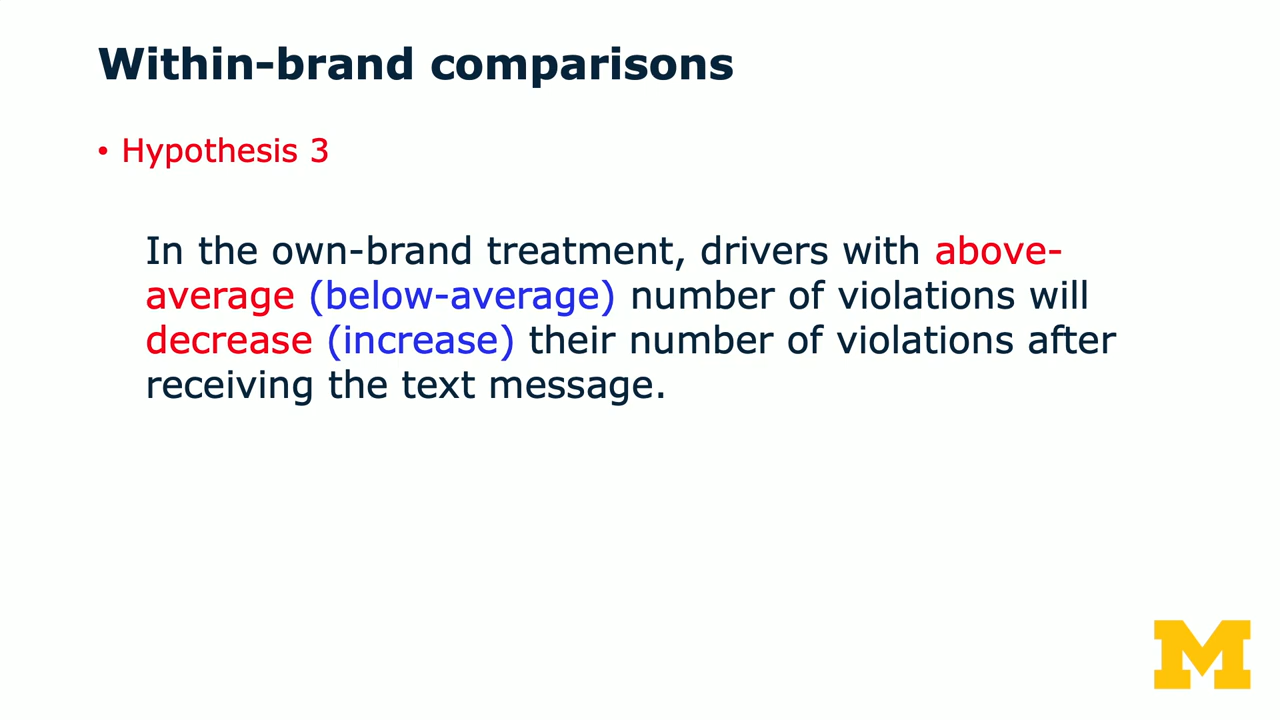 Within-brand comparisons
• Hypothesis 3
In the own-brand treatment, drivers with above-
average (below-average) number of violations will
decrease (increase) their number of violations after
receiving the text message.
M